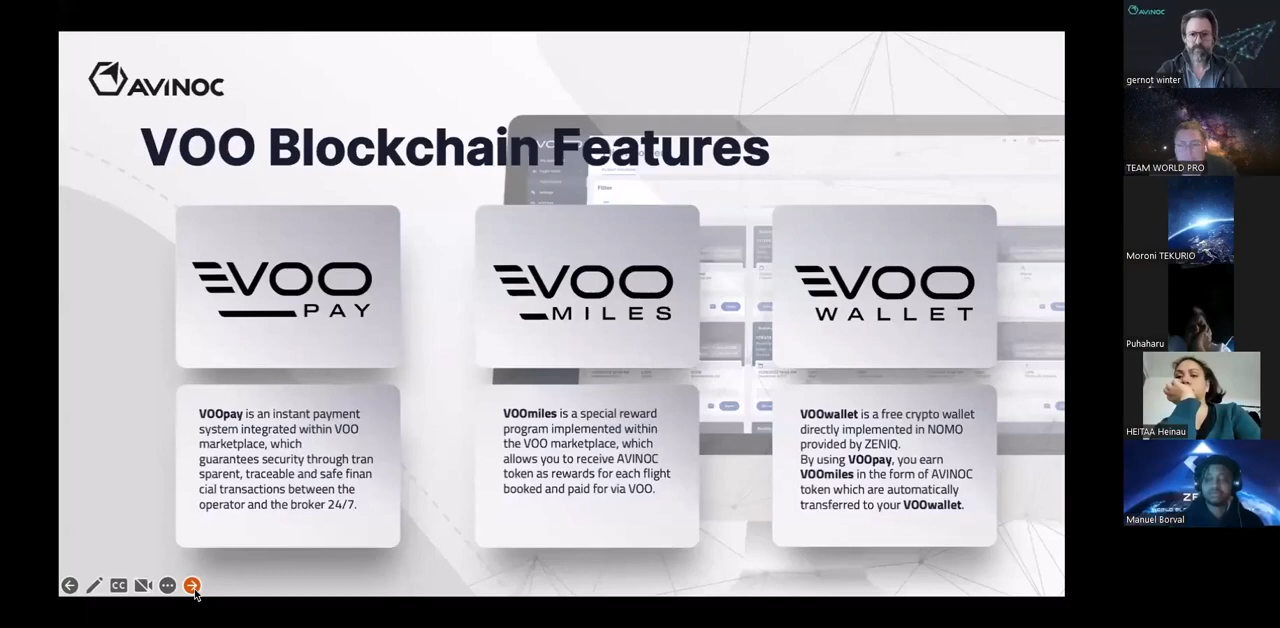 AVINOC
VOO Blockchain Features
Filter
VOO
PAY
VOO
MILES
VOO
WALLET
VOOpay is an instant payment
system integrated within VOO
marketplace, which
guarantees security through tran
sparent, traceable and safe finan
cial transactions between the
operator and the broker 24/7.
VOOmiles is a special reward
program implemented within
the VOO marketplace, which
allows you to receive AVINOC
token as rewards for each flight
booked and paid for via VOO.
VOOwallet is a free crypto wallet
directly implemented in NOMO
provided by ZENIQ.
By using VOOpay, you earn
VOOmiles in the form of AVINOC
token which are automatically
transferred to your VOOwallet.
CC
AVINOC
gernot winter
TEAM WORLD PRO
Moroni TEKURIO
Puhaharu
HEITAA Heinau
ZE
Manuel Borval